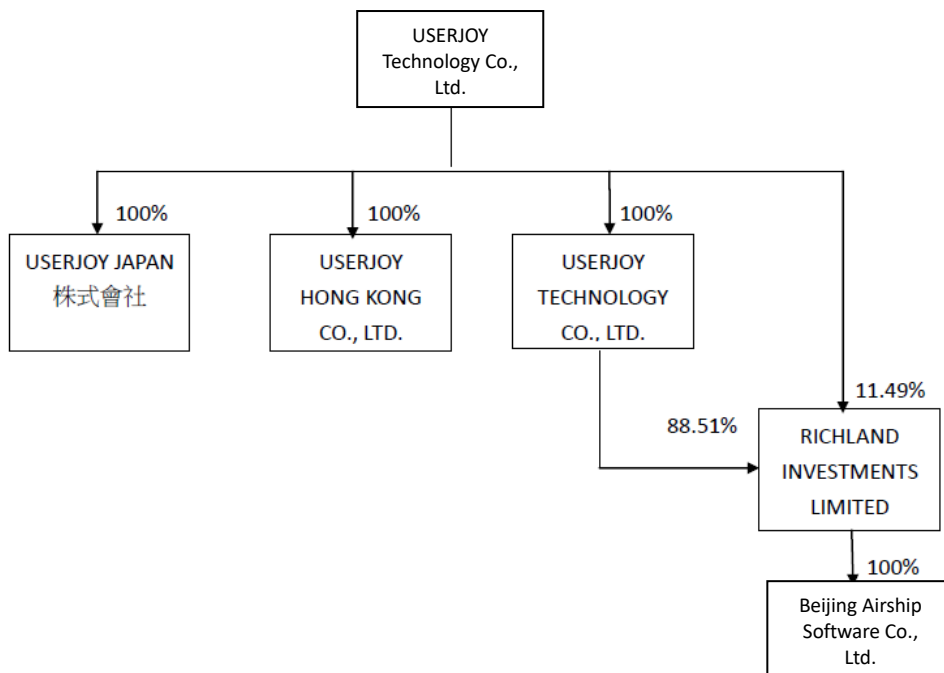 USERJOY
Technology Co.,
Ltd.
100%
100%
100%
USERJOY JAPAN
株式會社
USERJOY
HONG KONG
CO., LTD.
USERJOY
TECHNOLOGY
CO., LTD.
11.49%
88.51%
RICHLAND
INVESTMENTS
LIMITED
100%
Beijing Airship
Software Co.,
Ltd.